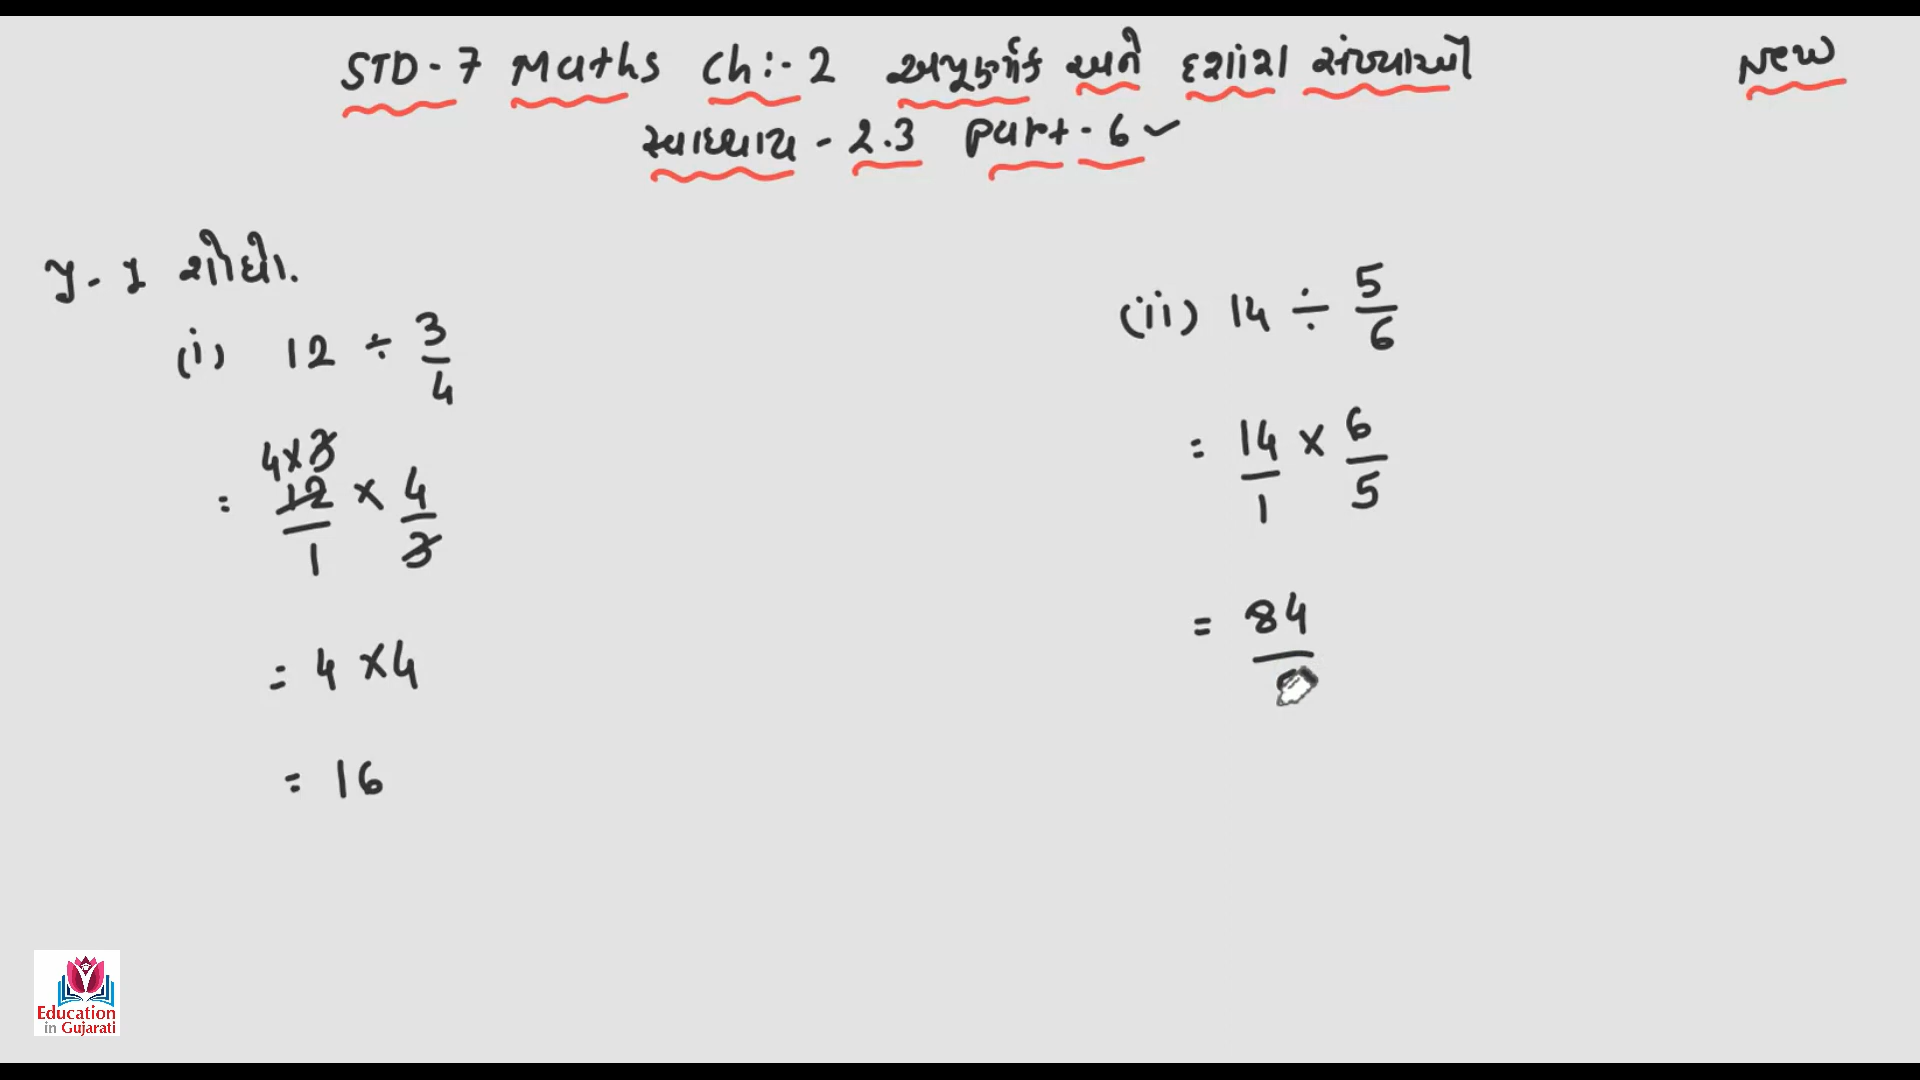 STD-7 Maths Ch:-2 અપૂર્ણાંક અને દશાંશ સંખ્યાઓ New
સ્વાધ્યાય - 2.3 Part-6 ✓
પ્ર-1 શોધો.
(i) 12 ÷ 3/4
4×3
= 12/1 × 4/3
= 4 × 4
= 16
(ii) 14 ÷ 5/6
= 14/1 × 6/5
= 84/
Education
in Gujarati